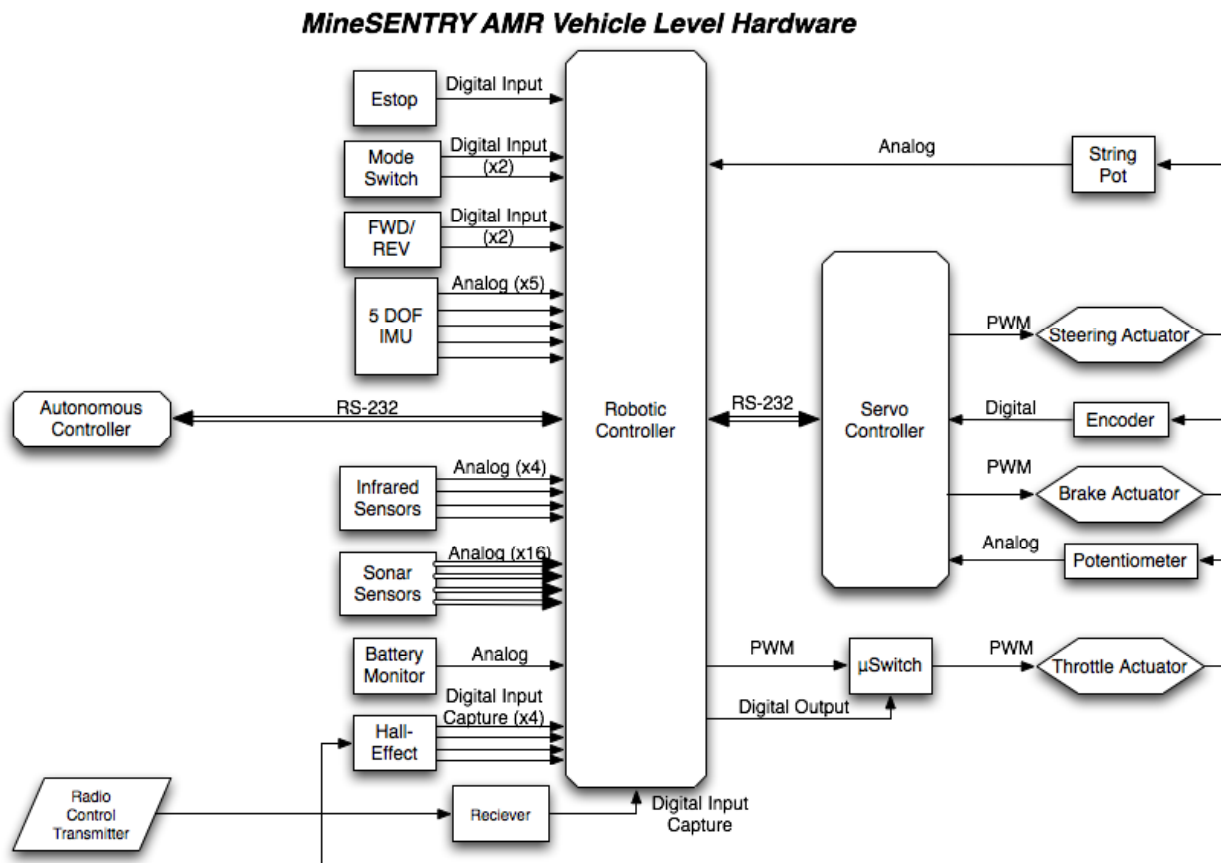 MineSENTRY AMR Vehicle Level Hardware
Estop
Digital Input
Mode
Switch
Digital Input
(x2)
FWD/
REV
Digital Input
(x2)
5 DOF
IMU
Analog (x5)
Autonomous
Controller
RS-232
Infrared
Sensors
Analog (x4)
Sonar
Sensors
Analog (x16)
Battery
Monitor
Analog
Hall-
Effect
Digital Input
Capture (x4)
Radio
Control
Transmitter
Reciever
Digital Input
Capture
Robotic
Controller
Analog
String
Pot
RS-232
Servo
Controller
PWM
Steering Actuator
Digital
Encoder
PWM
Brake Actuator
Analog
Potentiometer
PWM
Digital Output
µSwitch
PWM
Throttle Actuator